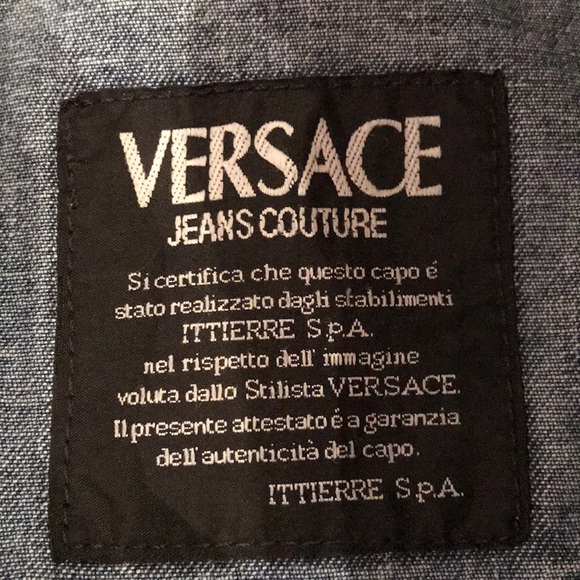 VERSACE
JEANS COUTURE
Si certifica che questo capo é
stato realizzato dagli stabilimenti
ITTIERRE S.p.A.
nel rispetto dell' immagine
voluta dallo Stilista VERSACE.
Il presente attestato é a garanzia
dell'autenticitá del capo.
ITTIERRE S.p.A.